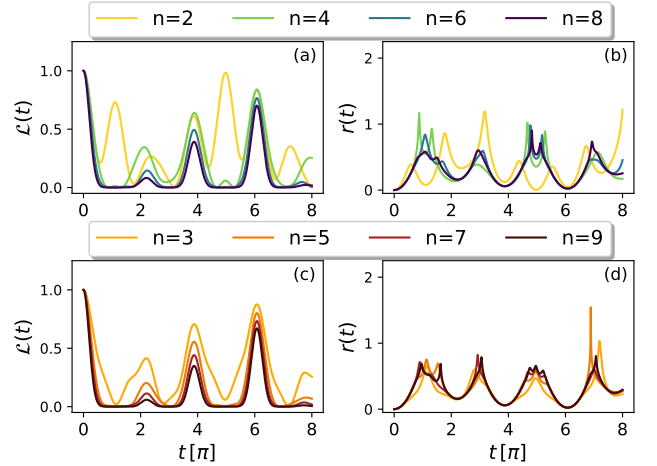 n=2 n=4 n=6 n=8
(a) (b)
1.0 2
ℒ(t) r(t)
0.5 1
0.0 0
0 2 4 6 8 0 2 4 6 8
n=3 n=5 n=7 n=9
(c) (d)
1.0 2
ℒ(t) r(t)
0.5 1
0.0 0
0 2 4 6 8 0 2 4 6 8
t [π] t [π]